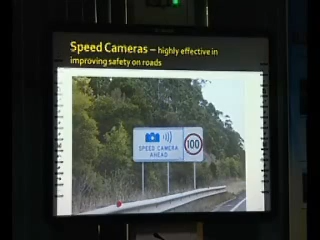 Speed Cameras – highly effective in
improving safety on roads
SPEED CAMERA
AHEAD
100